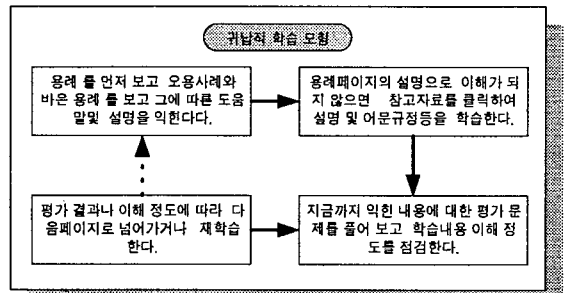 귀납적 학습 모형
용례 를 먼저 보고 오용사례와
바은 용례 를 보고 그에 따른 도움
말및 설명을 익힌다다.
용례페이지의 설명으로 이해가 되
지 않으면 참고자료를 클릭하여
설명 및 어문규정등을 학습한다.
평가 결과나 이해 정도에 따라 다
음페이지로 넘어가거나 재학습
한다.
지금까지 익힌 내용에 대한 평가 문
제를 풀어 보고 학습내용 이해 정
도를 점검한다.